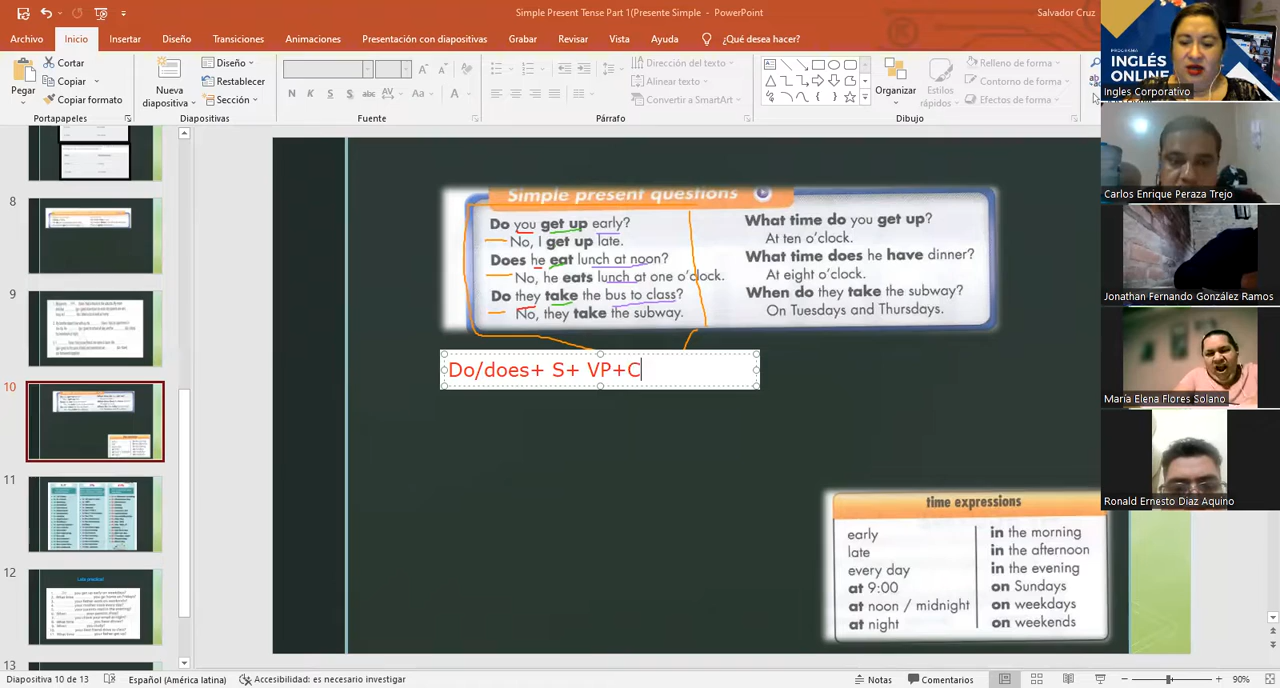 Simple Present Tense Part 1(Presente Simple - PowerPoint
Salvador Cruz
Archivo Inicio Insertar Diseño Transiciones Animaciones Presentación con diapositivas Grabar Revisar Vista Ayuda ¿Qué desea hacer?
Pegar
Cortar
Copiar
Copiar formato
Portapapeles
Nueva diapositiva
Diseño
Restablecer
Sección
Diapositivas
N K S S abc AV Aa A
Fuente
Dirección del texto
Alinear texto
Convertir a SmartArt
Párrafo
Organizar
Estilos rápidos
Relleno de forma
Contorno de forma
Efectos de forma
Dibujo
8
9
10
11
12
Lets practice!
13
Simple present questions
Do you get up early?
No, I get up late.
Does he eat lunch at noon?
No, he eats lunch at one o'clock.
Do they take the bus to class?
No, they take the subway.
What time do you get up?
At ten o'clock.
What time does he have dinner?
At eight o'clock.
When do they take the subway?
On Tuesdays and Thursdays.
Do/does+ S+ VP+C
time expressions
early
late
every day
at 9:00
at noon / midnight
at night
in the morning
in the afternoon
in the evening
on Sundays
on weekdays
on weekends
PROGRAMA
INGLÉS
ONLINE
Ingles Corporativo
Carlos Enrique Peraza Trejo
Jonathan Fernando González Ramos
María Elena Flores Solano
Ronald Ernesto Diaz Aquino
Diapositiva 10 de 13
Español (América latina)
Accesibilidad: es necesario investigar
Notas
Comentarios
90%